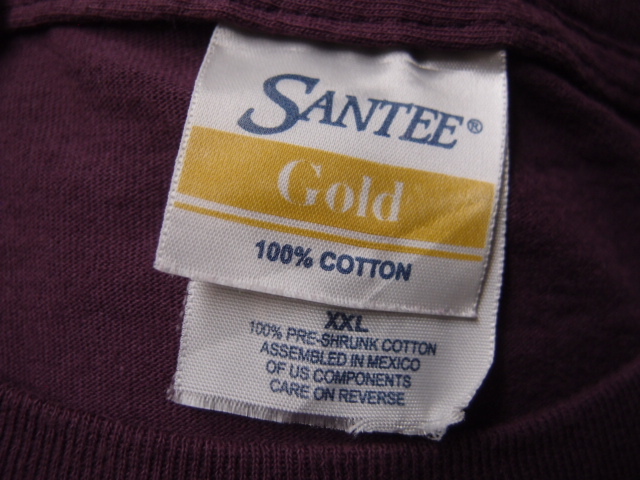 SANTEE®
Gold
100% COTTON
XXL
100% PRE-SHRUNK COTTON
ASSEMBLED IN MEXICO
OF US COMPONENTS
CARE ON REVERSE